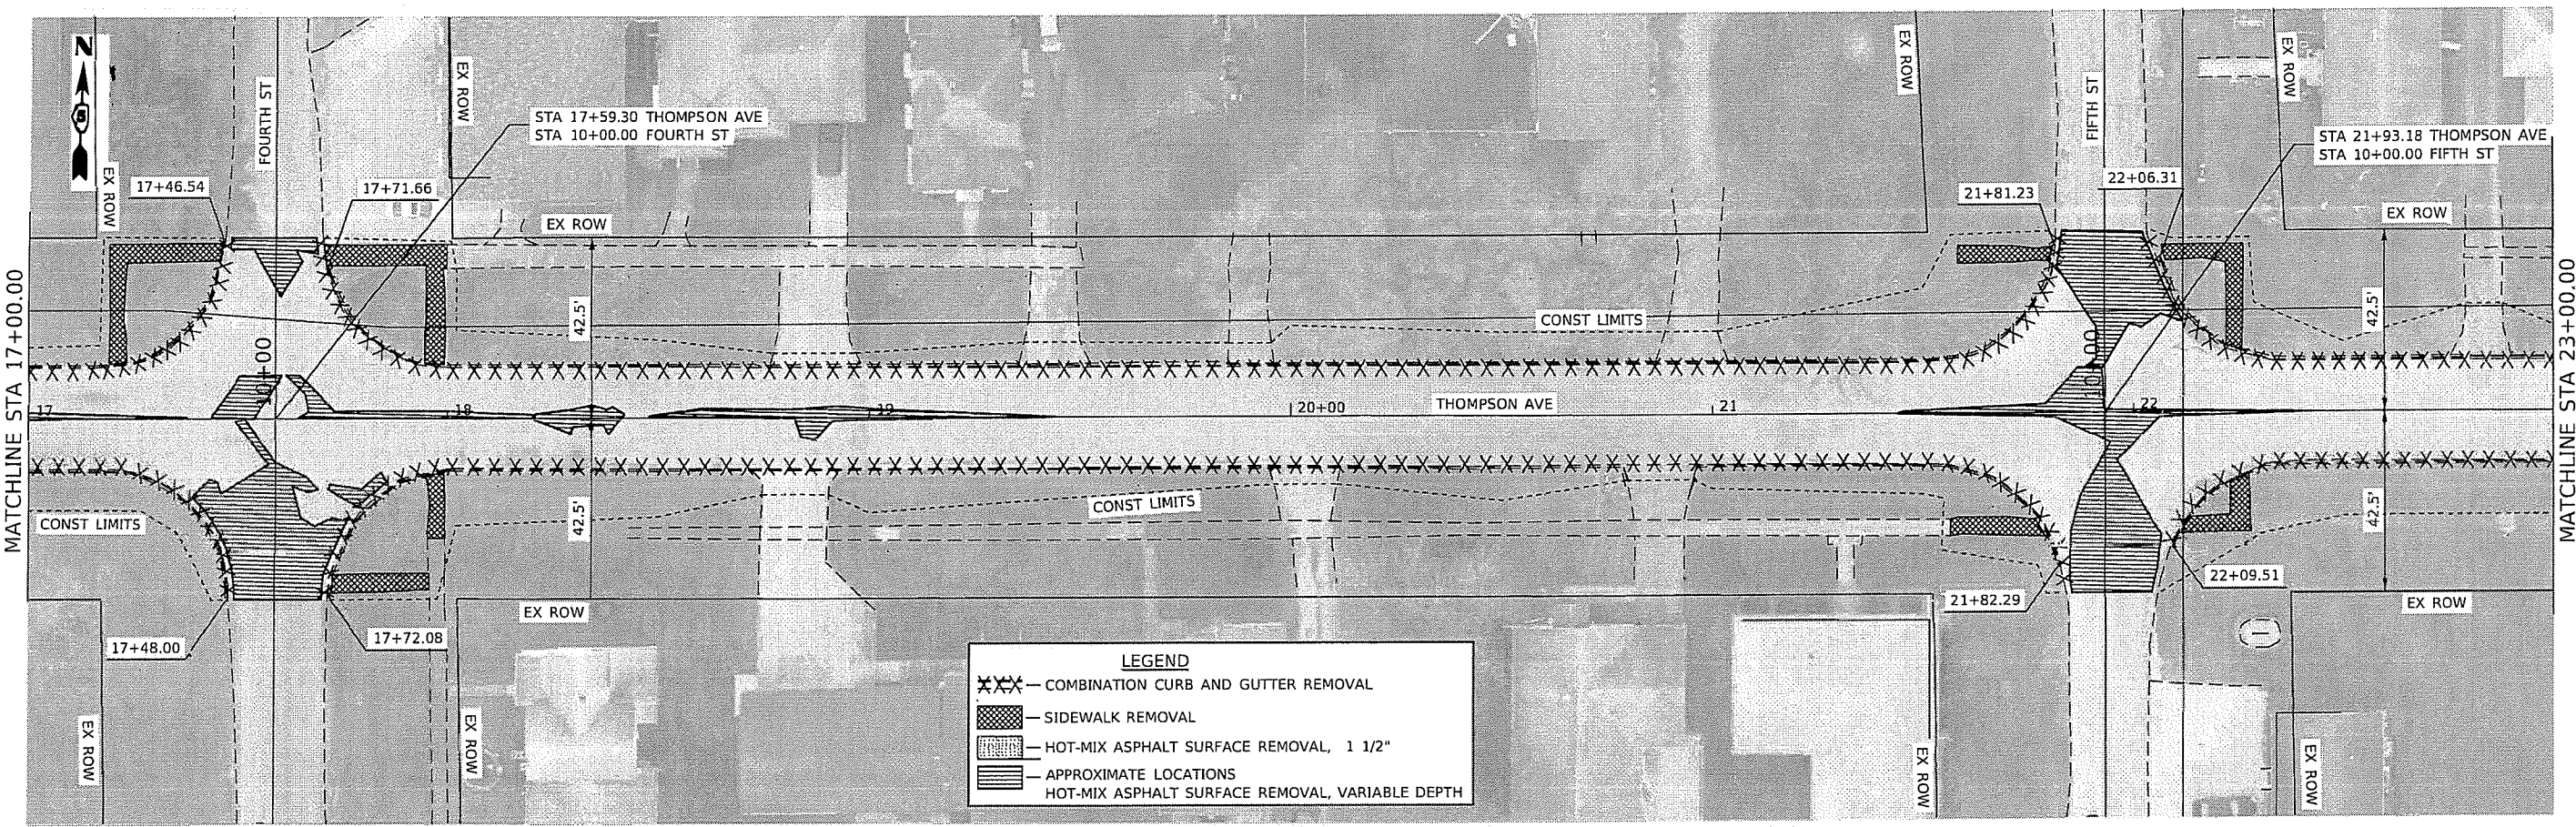 N
S
FOURTH ST
EX ROW
EX ROW
EX ROW
STA 17+59.30 THOMPSON AVE
STA 10+00.00 FOURTH ST
17+46.54
17+71.66
EX ROW
FIFTH ST
EX ROW
STA 21+93.18 THOMPSON AVE
STA 10+00.00 FIFTH ST
22+06.31
21+81.23
EX ROW
EX ROW
MATCHLINE STA 17+00.00
MATCHLINE STA 23+00.00
42.5'
CONST LIMITS
42.5'
10+00
10+00
17
18
19
20+00
THOMPSON AVE
21
22
CONST LIMITS
42.5'
CONST LIMITS
42.5'
17+48.00
17+72.08
EX ROW
21+82.29
22+09.51
EX ROW
EX ROW
EX ROW
EX ROW
EX ROW
LEGEND
COMBINATION CURB AND GUTTER REMOVAL
SIDEWALK REMOVAL
HOT-MIX ASPHALT SURFACE REMOVAL, 1 1/2"
APPROXIMATE LOCATIONS
HOT-MIX ASPHALT SURFACE REMOVAL, VARIABLE DEPTH